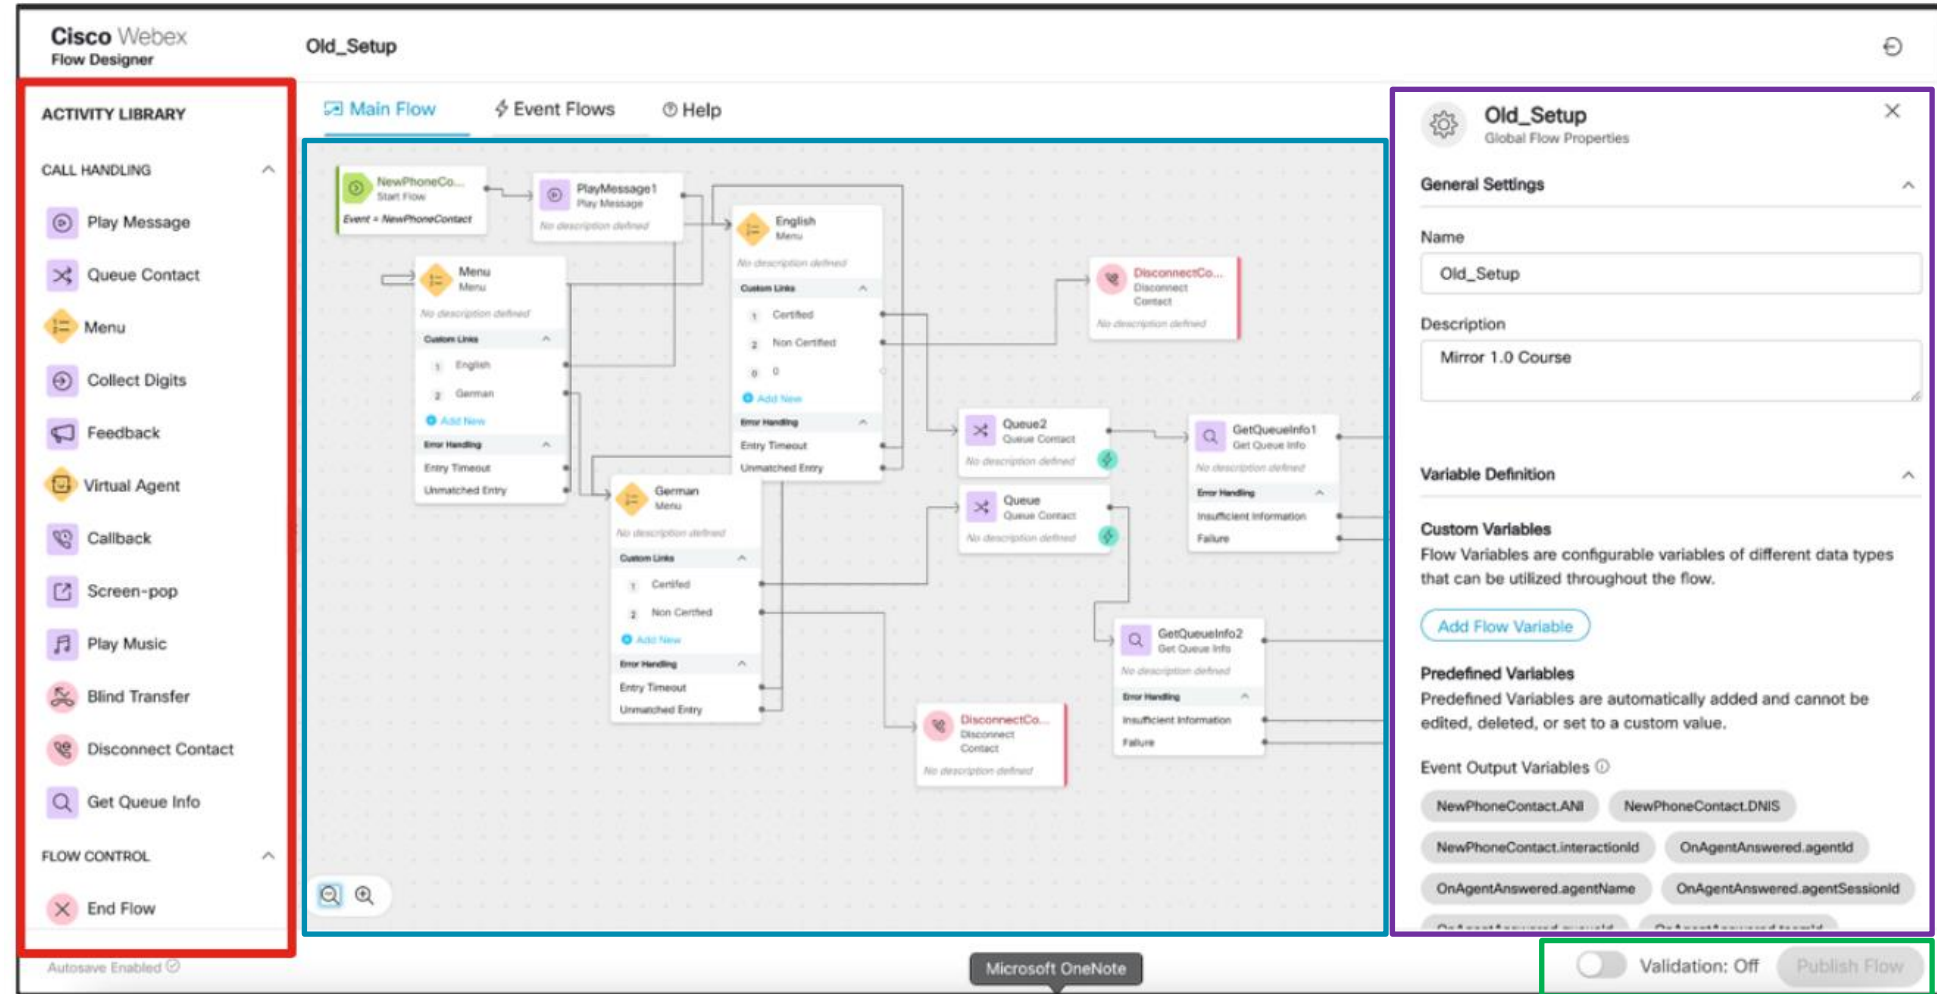 Cisco Webex
Flow Designer
Old_Setup
ACTIVITY LIBRARY
CALL HANDLING
Play Message
Queue Contact
Menu
Collect Digits
Feedback
Virtual Agent
Callback
Screen-pop
Play Music
Blind Transfer
Disconnect Contact
Get Queue Info
FLOW CONTROL
End Flow
Autosave Enabled
Main Flow
Event Flows
Help
NewPhoneCo...
Start Flow
Event = NewPhoneContact
PlayMessage1
Play Message
No description defined
Menu
Menu
No description defined
Custom Links
1 English
2 German
Add New
Error Handling
Entry Timeout
Unmatched Entry
English
Menu
No description defined
Custom Links
1 Certified
2 Non Certified
0 0
Add New
Error Handling
Entry Timeout
Unmatched Entry
German
Menu
No description defined
Custom Links
1 Certifed
2 Non Certfied
Add New
Error Handling
Entry Timeout
Unmatched Entry
DisconnectCo...
Disconnect
Contact
No description defined
Queue2
Queue Contact
No description defined
Queue
Queue Contact
No description defined
GetQueueInfo1
Get Queue Info
No description defined
Error Handling
Insufficient Information
Failure
GetQueueInfo2
Get Queue Info
No description defined
Error Handling
Insufficient Information
Failure
DisconnectCo...
Disconnect
Contact
No description defined
Microsoft OneNote
Old_Setup
Global Flow Properties
General Settings
Name
Old_Setup
Description
Mirror 1.0 Course
Variable Definition
Custom Variables
Flow Variables are configurable variables of different data types
that can be utilized throughout the flow.
Add Flow Variable
Predefined Variables
Predefined Variables are automatically added and cannot be
edited, deleted, or set to a custom value.
Event Output Variables
NewPhoneContact.ANI NewPhoneContact.DNIS
NewPhoneContact.interactionId OnAgentAnswered.agentId
OnAgentAnswered.agentName OnAgentAnswered.agentSessionId
Validation: Off
Publish Flow